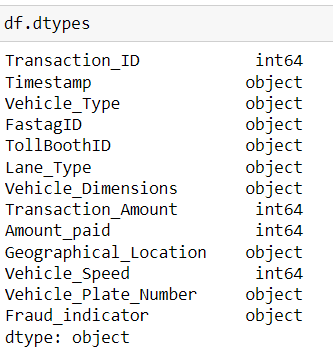 df.dtypes
Transaction_ID int64
Timestamp object
Vehicle_Type object
FastagID object
TollBoothID object
Lane_Type object
Vehicle_Dimensions object
Transaction_Amount int64
Amount_paid int64
Geographical_Location object
Vehicle_Speed int64
Vehicle_Plate_Number object
Fraud_indicator object
dtype: object